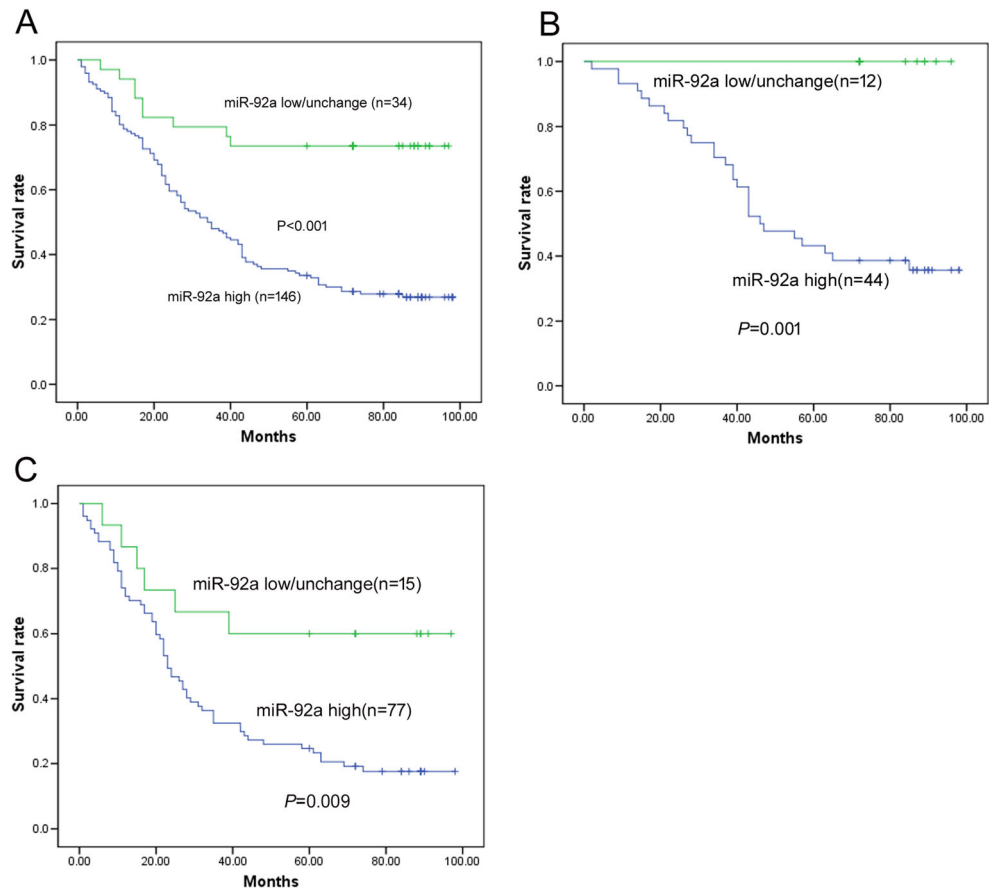 A
1.0
0.8
0.6
0.4
0.2
0.0
Survival rate
miR-92a low/unchange (n=34)
P<0.001
miR-92a high (n=146)
0.00 20.00 40.00 60.00 80.00 100.00
Months
B
1.0
0.8
0.6
0.4
0.2
0.0
Survival rate
miR-92a low/unchange(n=12)
miR-92a high(n=44)
P=0.001
0.00 20.00 40.00 60.00 80.00 100.00
Months
C
1.0
0.8
0.6
0.4
0.2
0.0
Survival rate
miR-92a low/unchange(n=15)
miR-92a high(n=77)
P=0.009
0.00 20.00 40.00 60.00 80.00 100.00
Months